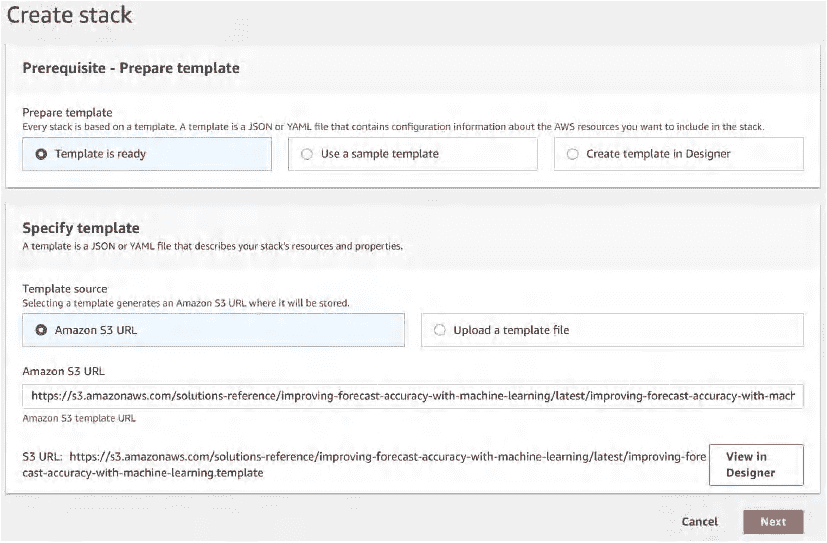 Create stack
Prerequisite - Prepare template
Prepare template
Every stack is based on a template. A template is a JSON or YAML file that contains configuration information about the AWS resources you want to include in the stack.
Template is ready
Use a sample template
Create template in Designer
Specify template
A template is a JSON or YAML file that describes your stack's resources and properties.
Template source
Selecting a template generates an Amazon S3 URL where it will be stored.
Amazon S3 URL
Upload a template file
Amazon S3 URL
https://s3.amazonaws.com/solutions-reference/improving-forecast-accuracy-with-machine-learning/latest/improving-forecast-accuracy-with-mach
Amazon S3 template URL
S3 URL: https://s3.amazonaws.com/solutions-reference/improving-forecast-accuracy-with-machine-learning/latest/improving-fore
cast-accuracy-with-machine-learning.template
View in
Designer
Cancel
Next